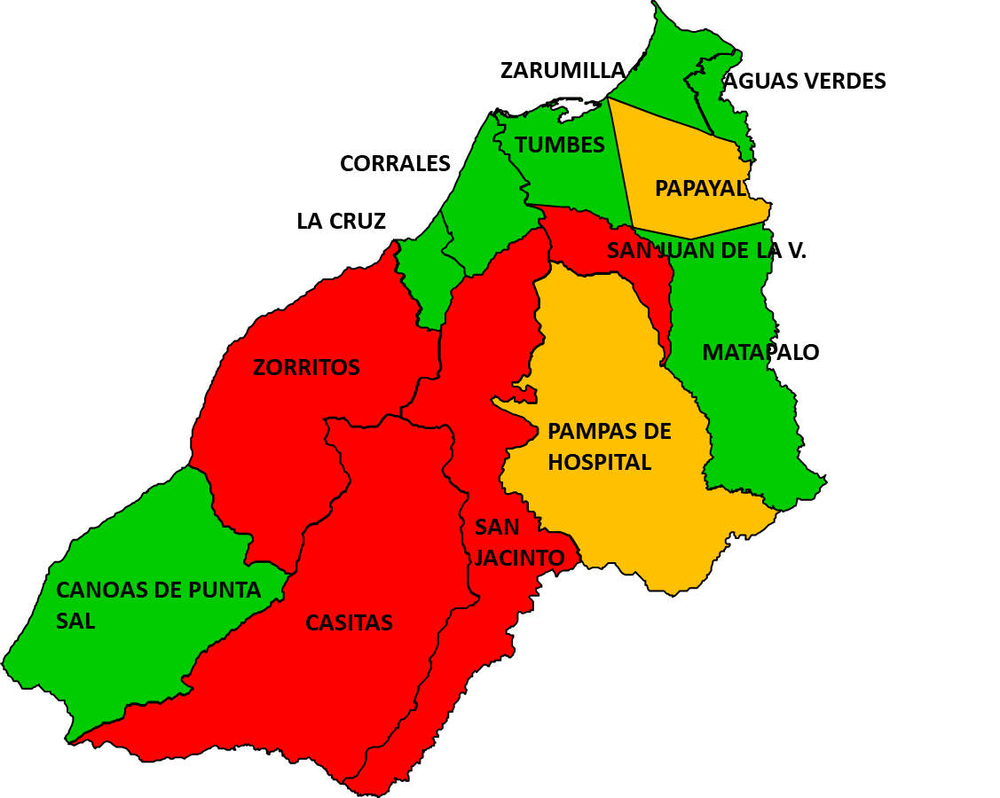 ZARUMILLA
AGUAS VERDES
TUMBES
CORRALES
PAPAYAL
LA CRUZ
SAN JUAN DE LA V.
MATAPALO
ZORRITOS
PAMPAS DE
HOSPITAL
SAN
JACINTO
CANOAS DE PUNTA
SAL
CASITAS